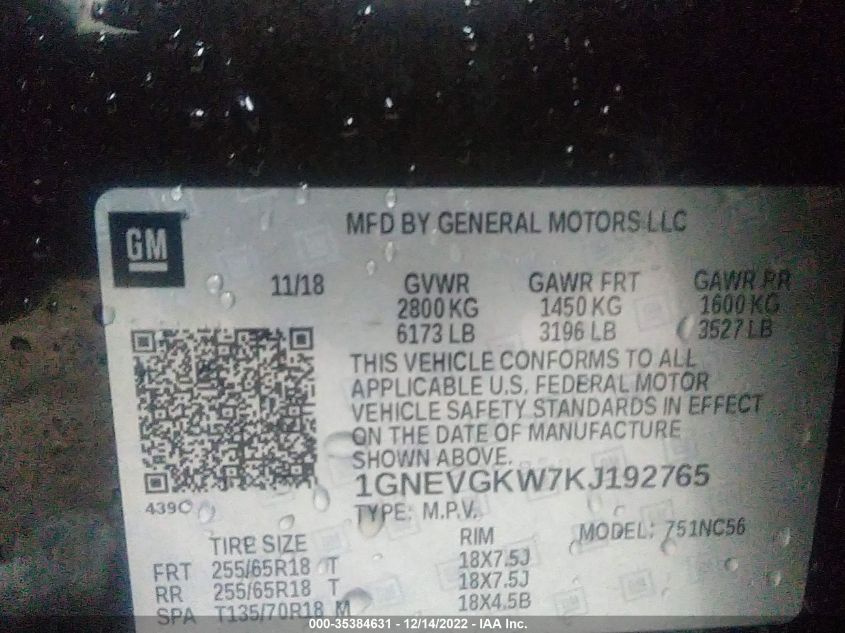 MFD BY GENERAL MOTORS LLC
GM
11/18 GVWR GAWR FRT GAWR RR
2800 KG 1450 KG 1600 KG
6173 LB 3196 LB 3527 LB
THIS VEHICLE CONFORMS TO ALL
APPLICABLE U.S. FEDERAL MOTOR
VEHICLE SAFETY STANDARDS IN EFFECT
ON THE DATE OF MANUFACTURE
SHOWN ABOVE.
1GNEVGKW7KJ192765
439C
TYPE: M.P.V. MODEL: 751NC56
TIRE SIZE RIM
FRT 255/65R18 T 18X7.5J
RR 255/65R18 T 18X7.5J
SPA T135/70R18 M 18X4.5B
000-35384631 - 12/14/2022 - IAA Inc.